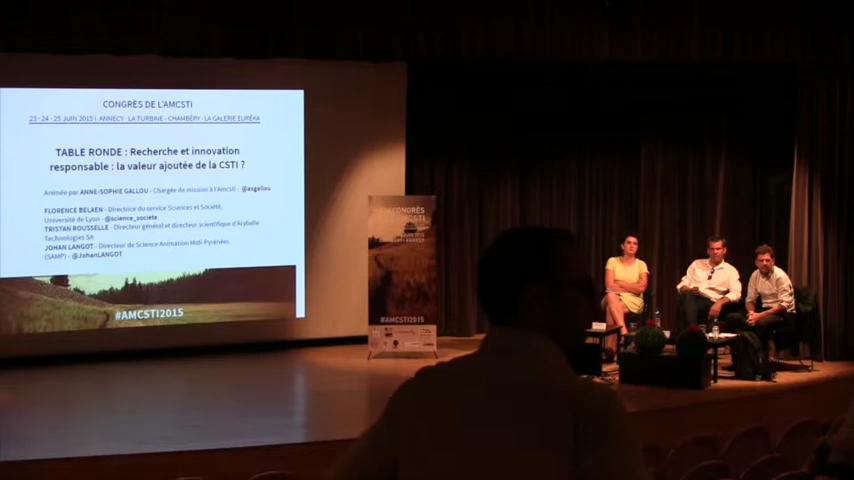 CONGRÈS DE L'AMCSTI
23 · 24 · 25 JUIN 2015 I ANNECY · LA TURBINE - CHAMBÉRY · LA GALERIE EURÊKA
TABLE RONDE : Recherche et innovation
responsable : la valeur ajoutée de la CSTI ?
Animée par ANNE-SOPHIE GALLOU - Chargée de mission à l'Amcsti - @asgallou
FLORENCE BELAEN - Directrice du service Sciences et Société,
Université de Lyon - @science_societe
TRISTAN ROUSSELLE - Directeur général et directeur scientifique d'Aryballe
Technologies SA
JOHAN LANGOT - Directeur de Science Animation Midi-Pyrénées
(SAMP) - @JohanLANGOT
#AMCSTI2015
CONGRÈS
#AMCSTI2015